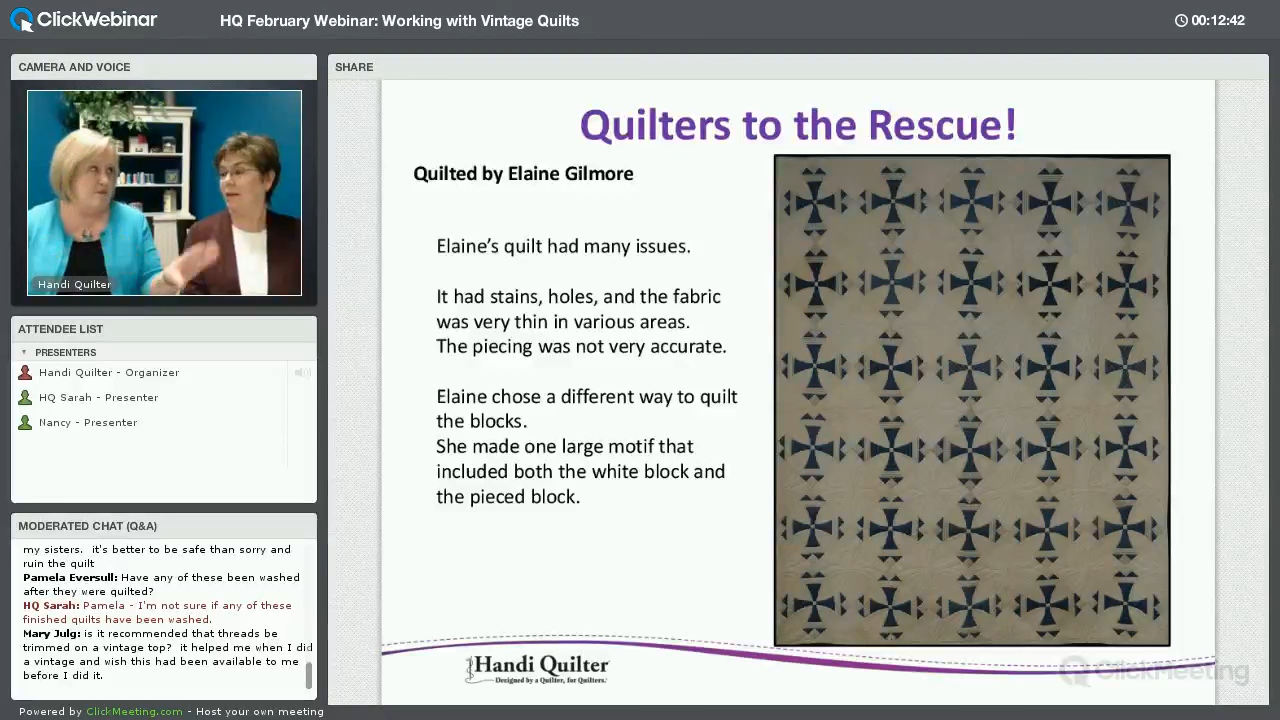 ClickWebinar
HQ February Webinar: Working with Vintage Quilts
00:12:42
CAMERA AND VOICE
Handi Quilter
ATTENDEE LIST
PRESENTERS
Handi Quilter - Organizer
HQ Sarah - Presenter
Nancy - Presenter
MODERATED CHAT (Q&A)
my sisters. it's better to be safe than sorry and
ruin the quilt
Pamela Eversull: Have any of these been washed
after they were quilted?
HQ Sarah: Pamela - I'm not sure if any of these
finished quilts have been washed.
Mary Julg: is it recommended that threads be
on a vintage top? it helped me when I did
a vintage and wish this had been available to me
before I did it.
SHARE
Quilters to the Rescue!
Quilted by Elaine Gilmore
Elaine's quilt had many issues.
It had stains, holes, and the fabric
was very thin in various areas.
The piecing was not very accurate.
Elaine chose a different way to quilt
the blocks.
She made one large motif that
included both the white block and
the pieced block.
Handi Quilter
Designed by a Quilter, for Quilters.
ClickMeeting
Powered by ClickMeeting.com - Host your own meeting